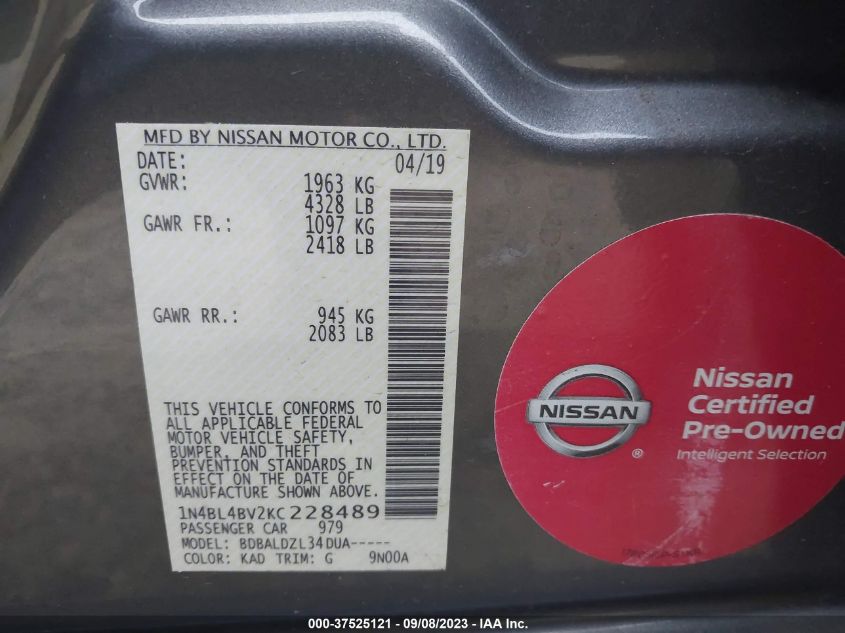 MFD BY NISSAN MOTOR CO., LTD.
DATE: 04/19
GVWR: 1963 KG
4328 LB
GAWR FR.: 1097 KG
2418 LB
GAWR RR.: 945 KG
2083 LB
THIS VEHICLE CONFORMS TO
ALL APPLICABLE FEDERAL
MOTOR VEHICLE SAFETY,
BUMPER, AND THEFT
PREVENTION STANDARDS IN
EFFECT ON THE DATE OF
MANUFACTURE SHOWN ABOVE.
1N4BL4BV2KC228489
PASSENGER CAR 979
MODEL: BDBALDZL34DUA-----
COLOR: KAD TRIM: G 9N00A
NISSAN
®
Nissan
Certified
Pre-Owned
Intelligent Selection
000-37525121 - 09/08/2023 - IAA Inc.